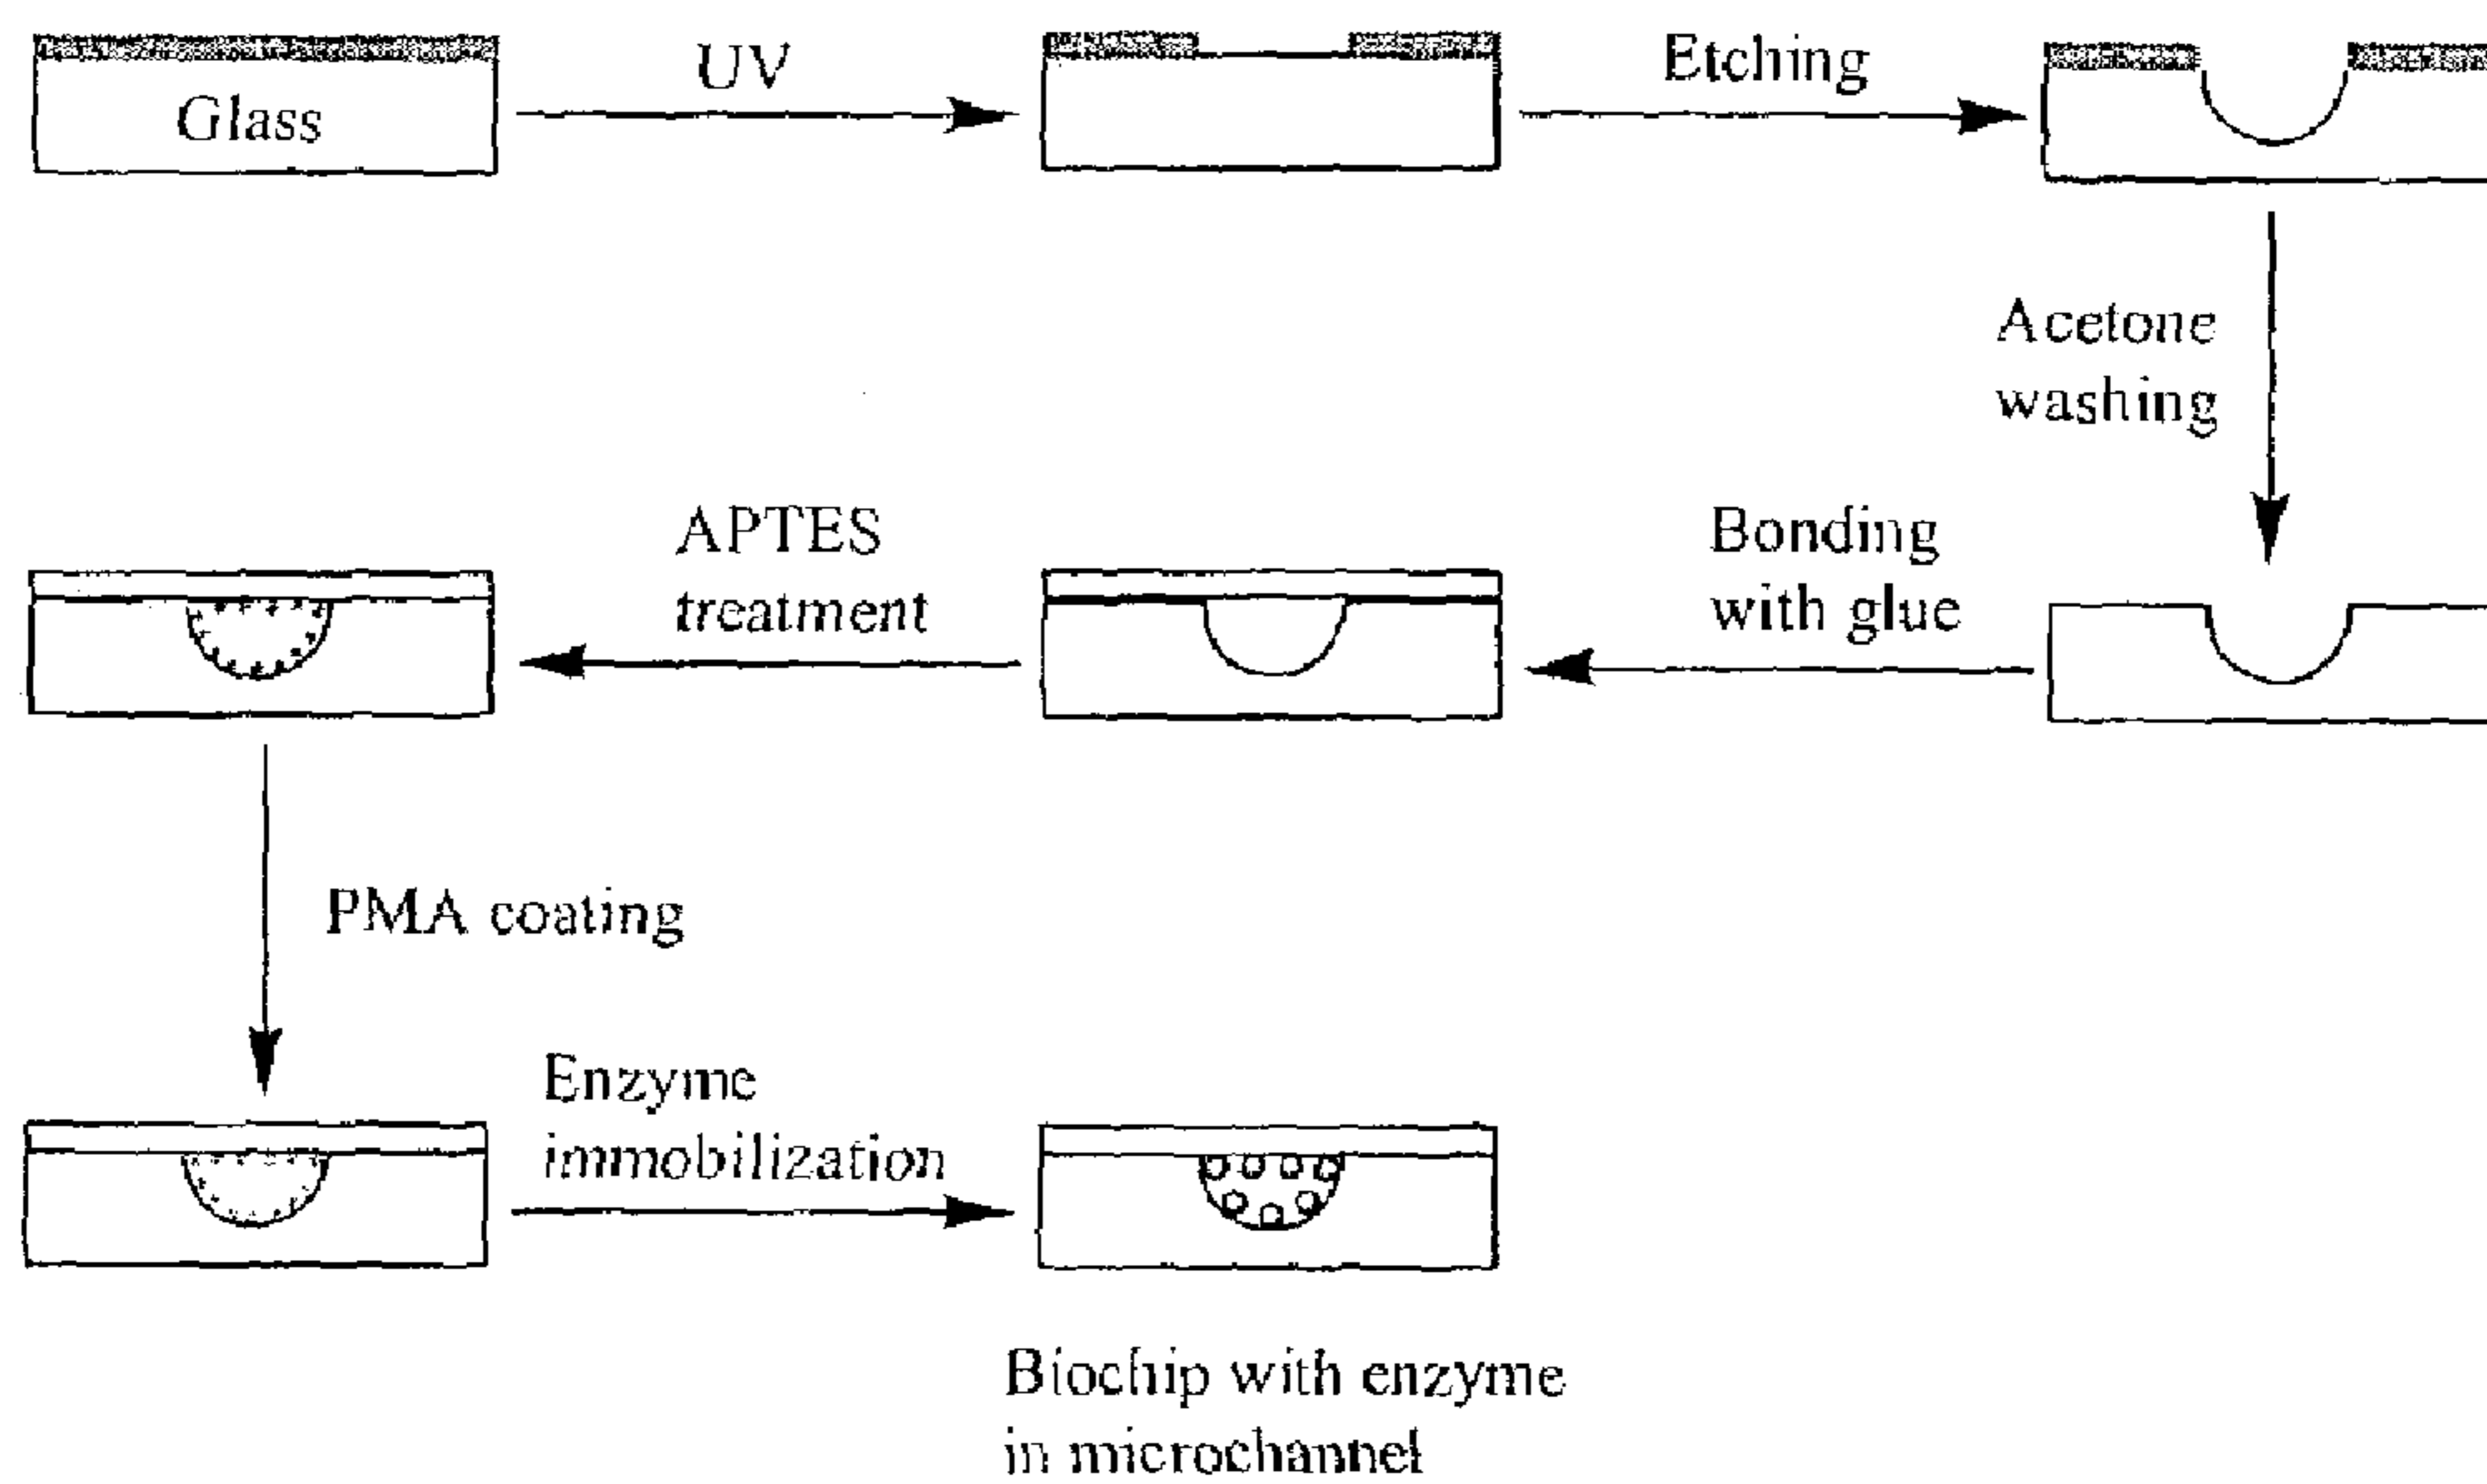 Glass
UV
Etching
Acetone
washing
Bonding
with glue
APTES
treatment
PMA coating
Enzyme
immobilization
Biochip with enzyme
in microchannel